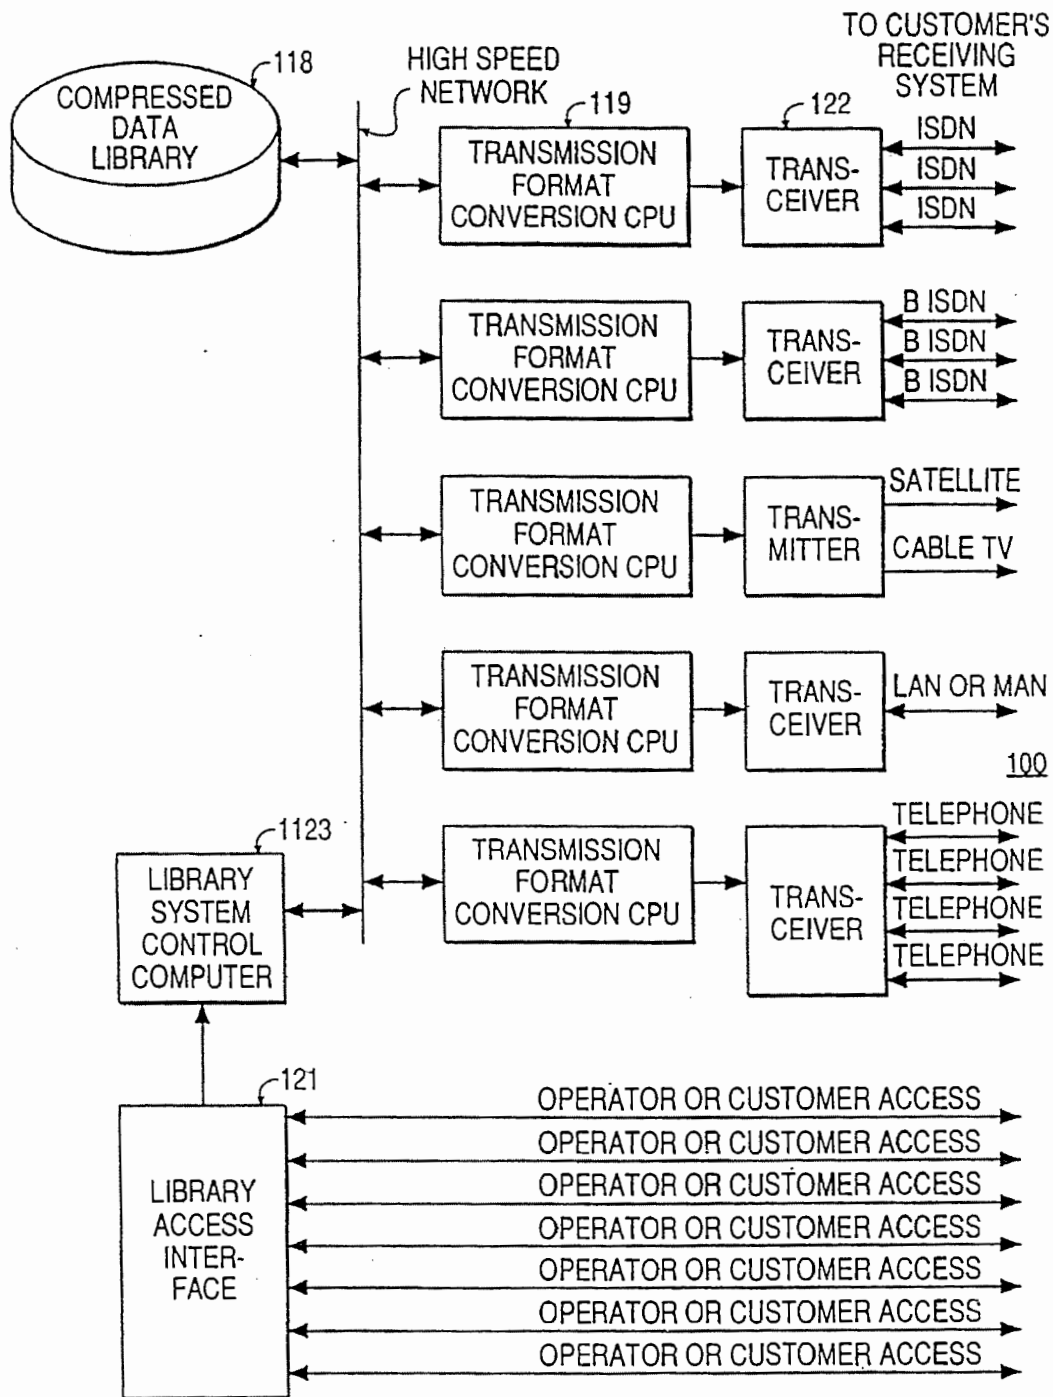 TO CUSTOMER'S
RECEIVING
SYSTEM
118
HIGH SPEED
NETWORK
COMPRESSED
DATA
LIBRARY
119
TRANSMISSION
FORMAT
CONVERSION CPU
122
TRANS-
CEIVER
ISDN
ISDN
ISDN
TRANSMISSION
FORMAT
CONVERSION CPU
TRANS-
CEIVER
B ISDN
B ISDN
B ISDN
TRANSMISSION
FORMAT
CONVERSION CPU
TRANS-
MITTER
SATELLITE
CABLE TV
TRANSMISSION
FORMAT
CONVERSION CPU
TRANS-
CEIVER
LAN OR MAN
100
1123
LIBRARY
SYSTEM
CONTROL
COMPUTER
TRANSMISSION
FORMAT
CONVERSION CPU
TRANS-
CEIVER
TELEPHONE
TELEPHONE
TELEPHONE
TELEPHONE
121
LIBRARY
ACCESS
INTER-
FACE
OPERATOR OR CUSTOMER ACCESS
OPERATOR OR CUSTOMER ACCESS
OPERATOR OR CUSTOMER ACCESS
OPERATOR OR CUSTOMER ACCESS
OPERATOR OR CUSTOMER ACCESS
OPERATOR OR CUSTOMER ACCESS
OPERATOR OR CUSTOMER ACCESS